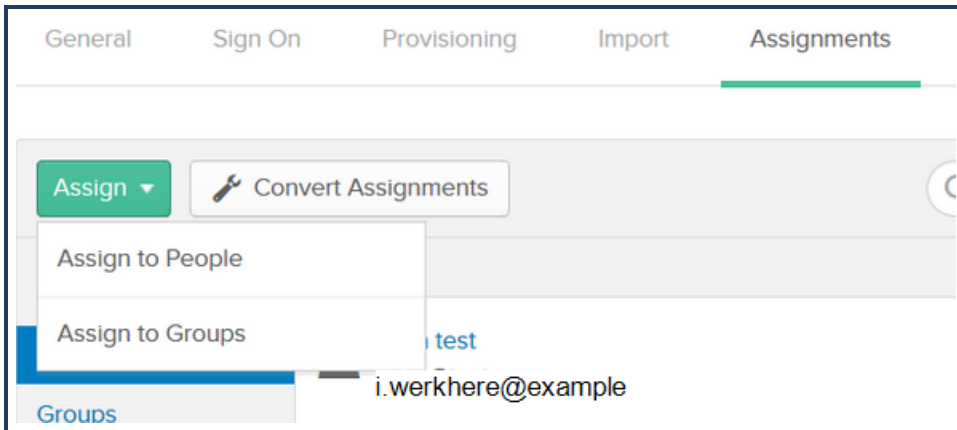 General Sign On Provisioning Import Assignments
Assign Convert Assignments
Assign to People
Assign to Groups
test
i.werkhere@example
Groups